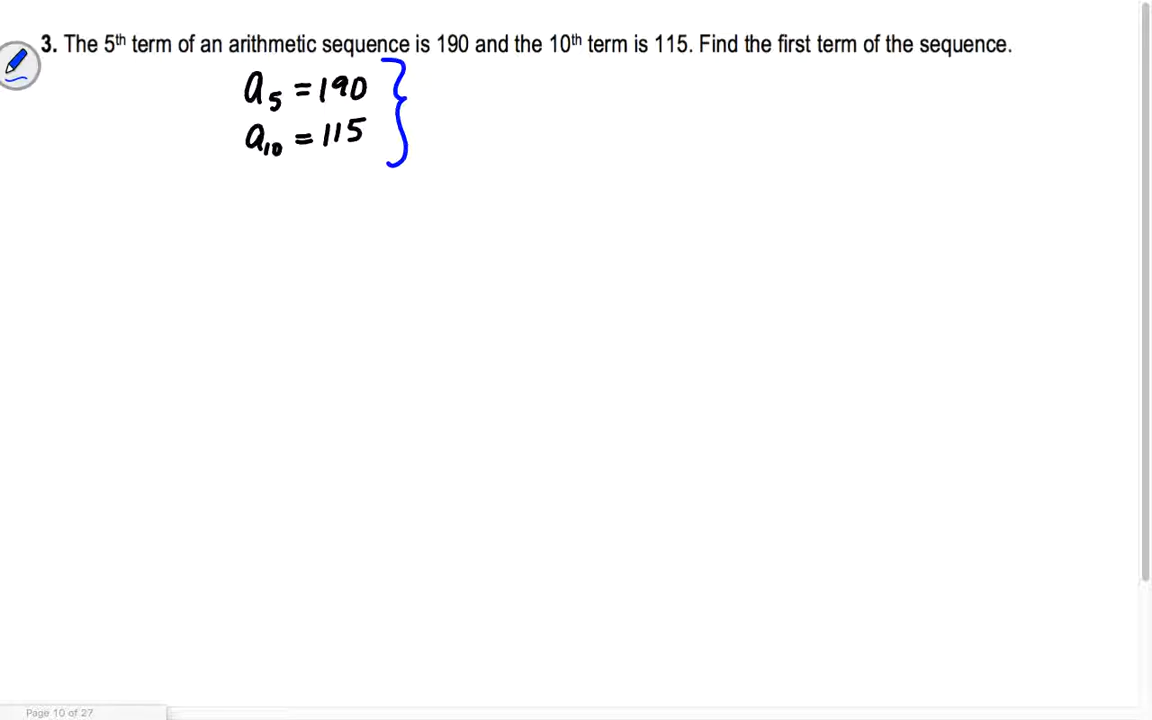 3. The 5th term of an arithmetic sequence is 190 and the 10th term is 115. Find the first term of the sequence.
a5 = 190
a10 = 115
Page 10 of 27